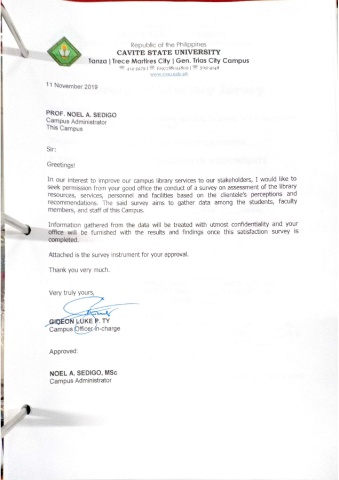 Republic of the Philippines
CAVITE STATE UNIVERSITY
Tanza | Trece Martires City | Gen. Trias City Campus
www.cvsu.edu.ph
11 November 2019
PROF. NOEL A. SEDIGO
Campus Administrator
This Campus
Sir:
Greetings!
In our interest to improve our campus library services to our stakeholders, I would like to
seek permission from your good office the conduct of a survey on assessment of the library
resources, services, personnel and facilities based on the clientele's perceptions and
recommendations. The said survey aims to gather data among the students, faculty
members, and staff of this Campus.
Information gathered from the data will be treated with utmost confidentiality and your
office will be furnished with the results and findings once this satisfaction survey is
completed.
Attached is the survey instrument for your approval.
Thank you very much.
Very truly yours,
GIDEON LUKE P. TY
Campus Officer-in-charge
Approved:
NOEL A. SEDIGO, MSc
Campus Administrator